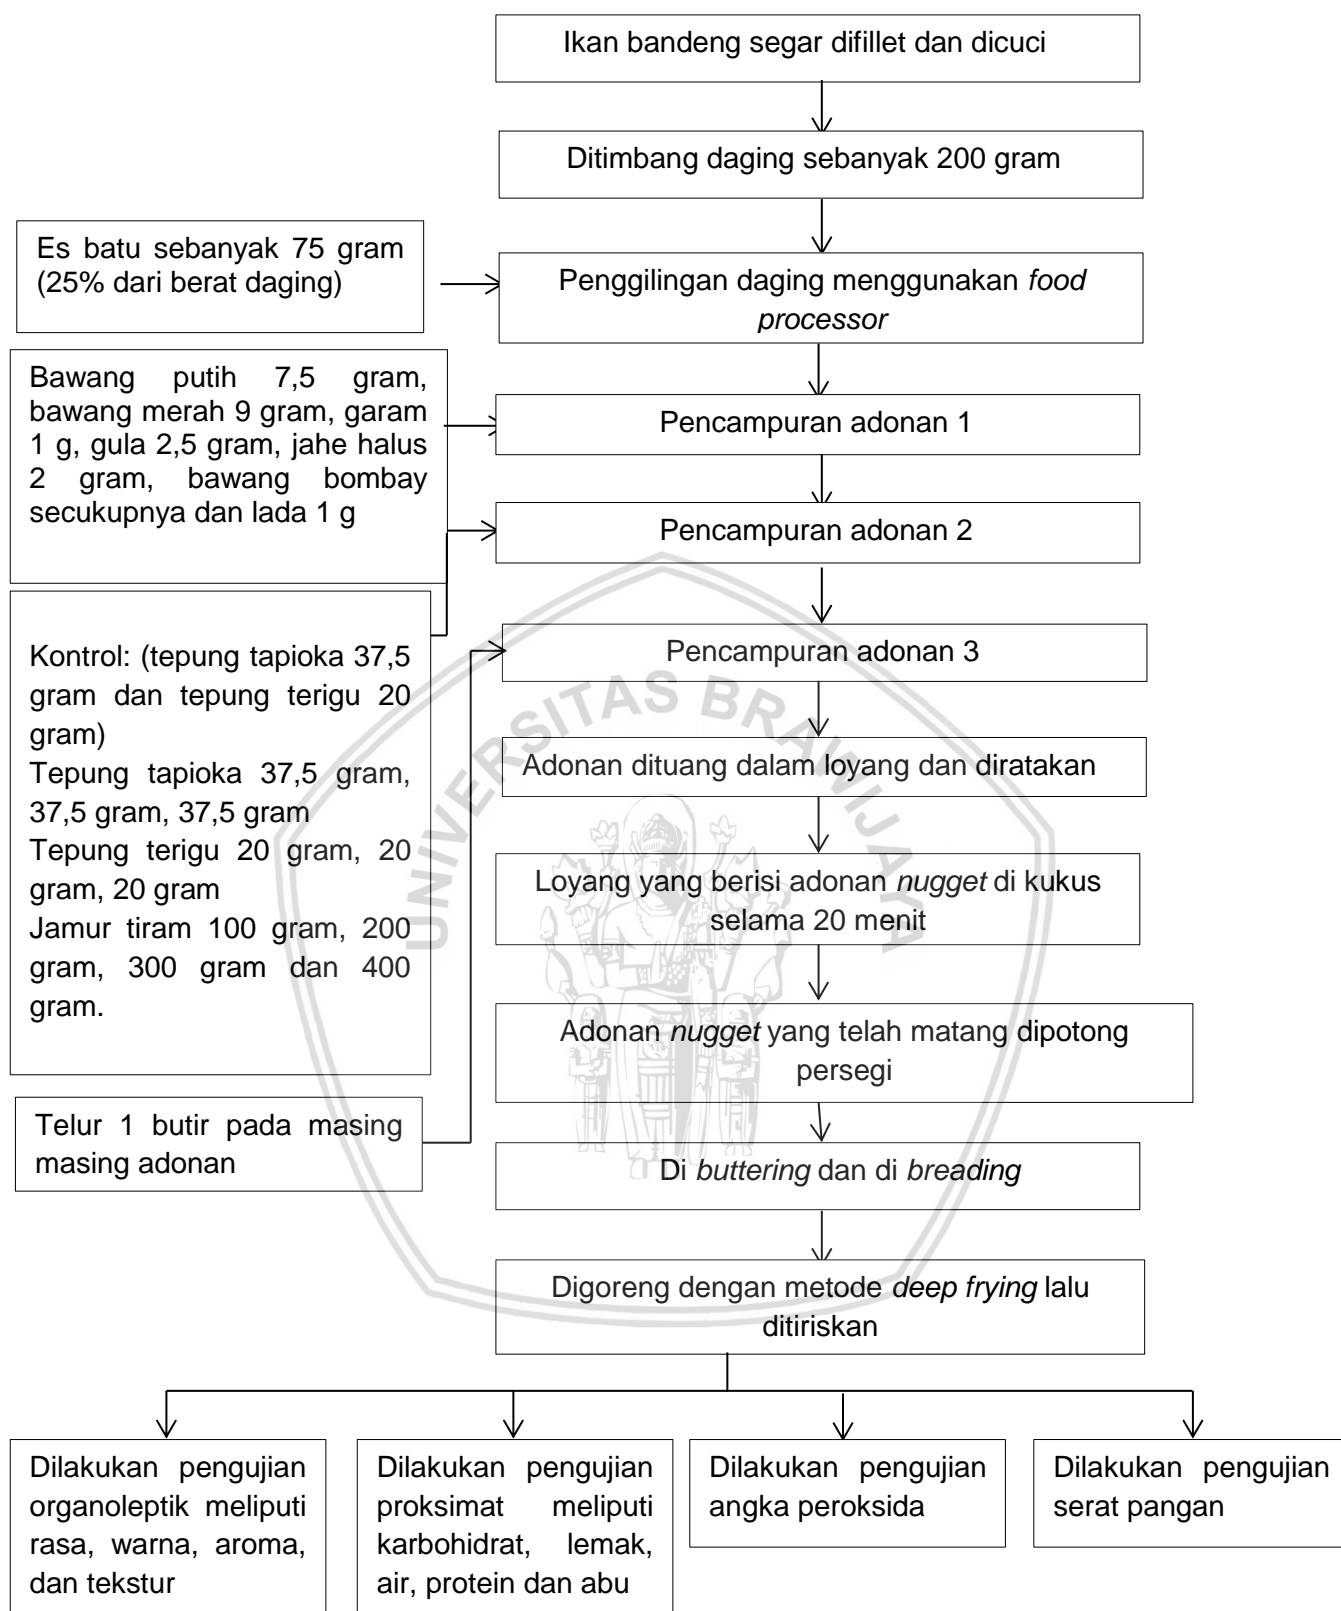 Ikan bandeng segar difillet dan dicuci
Ditimbang daging sebanyak 200 gram
Es batu sebanyak 75 gram
(25% dari berat daging)
Penggilingan daging menggunakan food
processor
Bawang putih 7,5 gram,
bawang merah 9 gram, garam
1 g, gula 2,5 gram, jahe halus
2 gram, bawang bombay
secukupnya dan lada 1 g
Pencampuran adonan 1
Pencampuran adonan 2
Kontrol: (tepung tapioka 37,5
gram dan tepung terigu 20
gram)
Tepung tapioka 37,5 gram,
37,5 gram, 37,5 gram
Tepung terigu 20 gram, 20
gram, 20 gram
Jamur tiram 100 gram, 200
gram, 300 gram dan 400
gram.
Pencampuran adonan 3
Telur 1 butir pada masing
masing adonan
Adonan dituang dalam loyang dan diratakan
Loyang yang berisi adonan nugget di kukus
selama 20 menit
Adonan nugget yang telah matang dipotong
persegi
Di buttering dan di breading
Digoreng dengan metode deep frying lalu
ditiriskan
Dilakukan pengujian
organoleptik meliputi
rasa, warna, aroma,
dan tekstur
Dilakukan pengujian
proksimat meliputi
karbohidrat, lemak,
air, protein dan abu
Dilakukan pengujian
angka peroksida
Dilakukan pengujian
serat pangan
UNIVERSITAS BRAWIJAYA